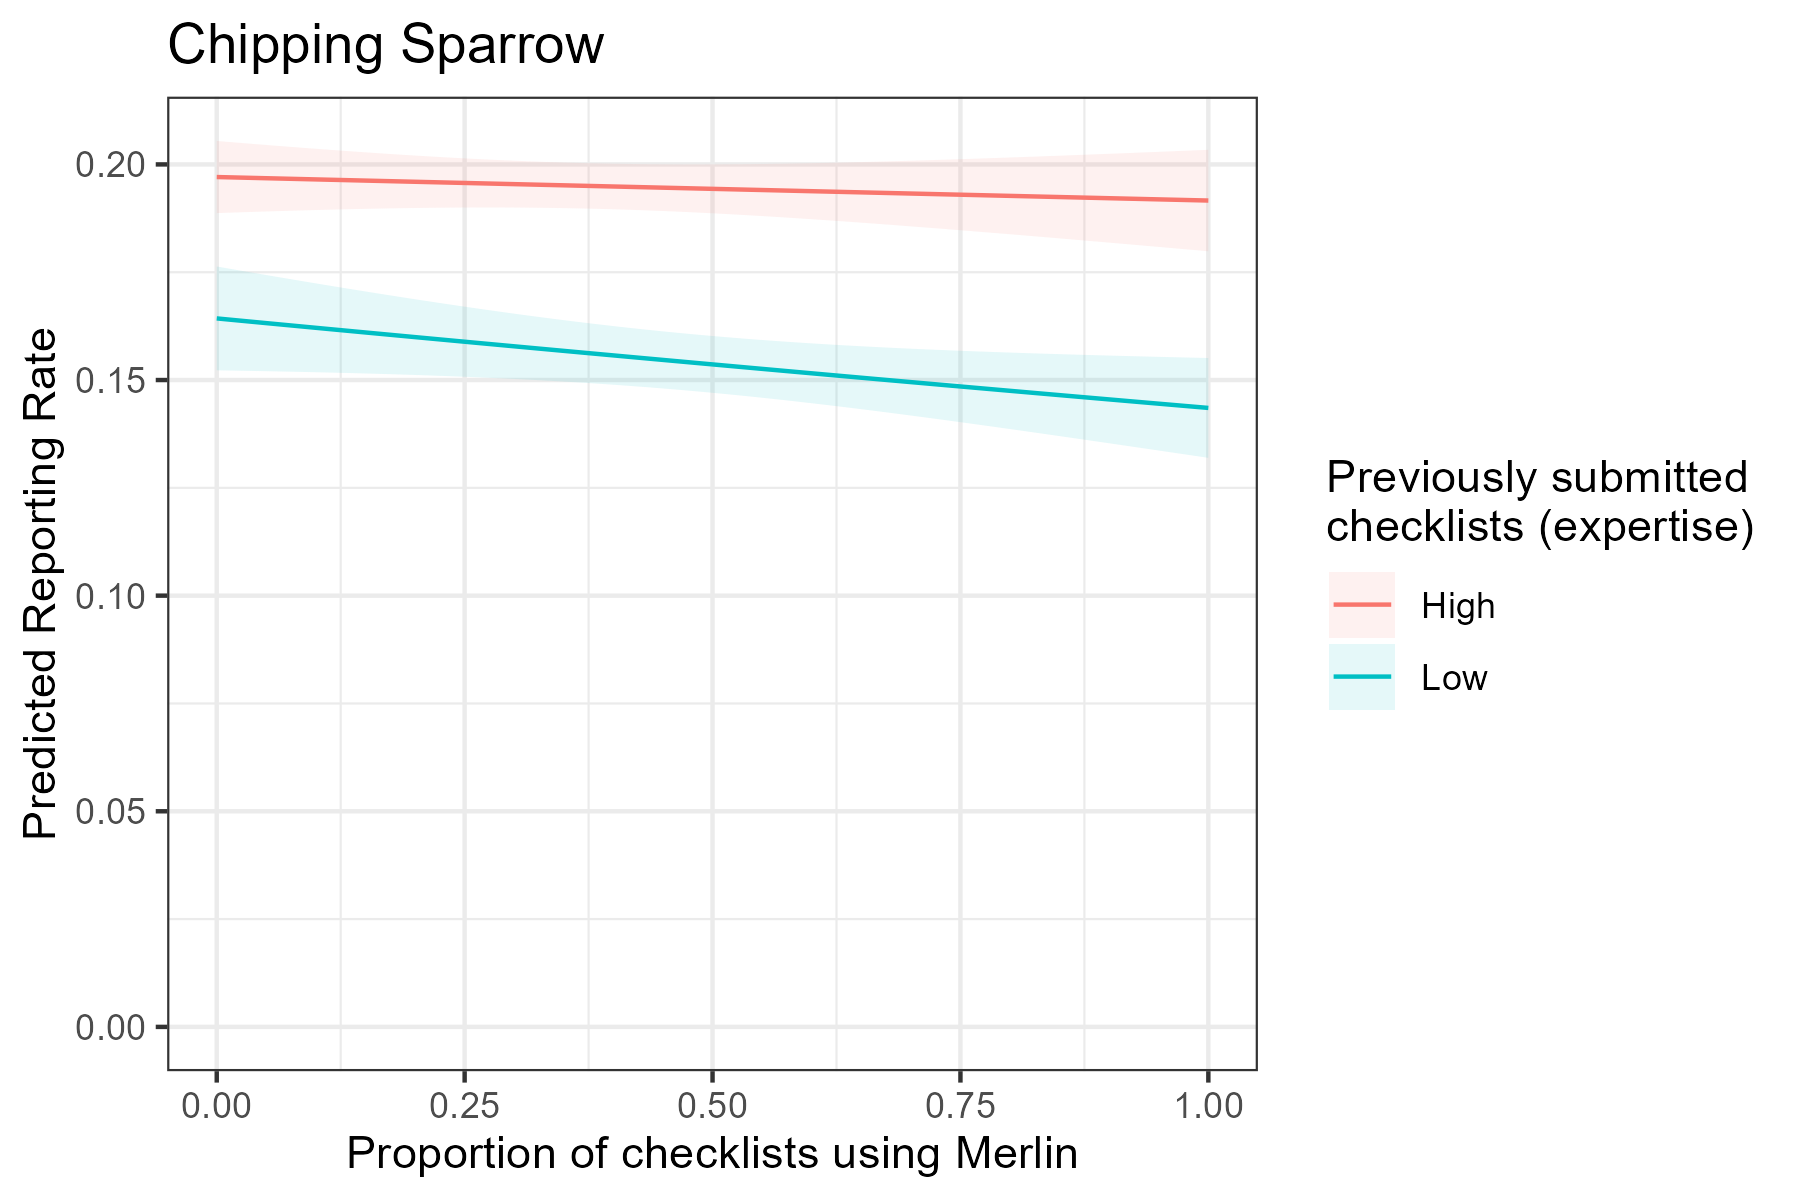 Chipping Sparrow
Predicted Reporting Rate
0.20
0.15
0.10
0.05
0.00
0.00 0.25 0.50 0.75 1.00
Proportion of checklists using Merlin
Previously submitted
checklists (expertise)
High
Low